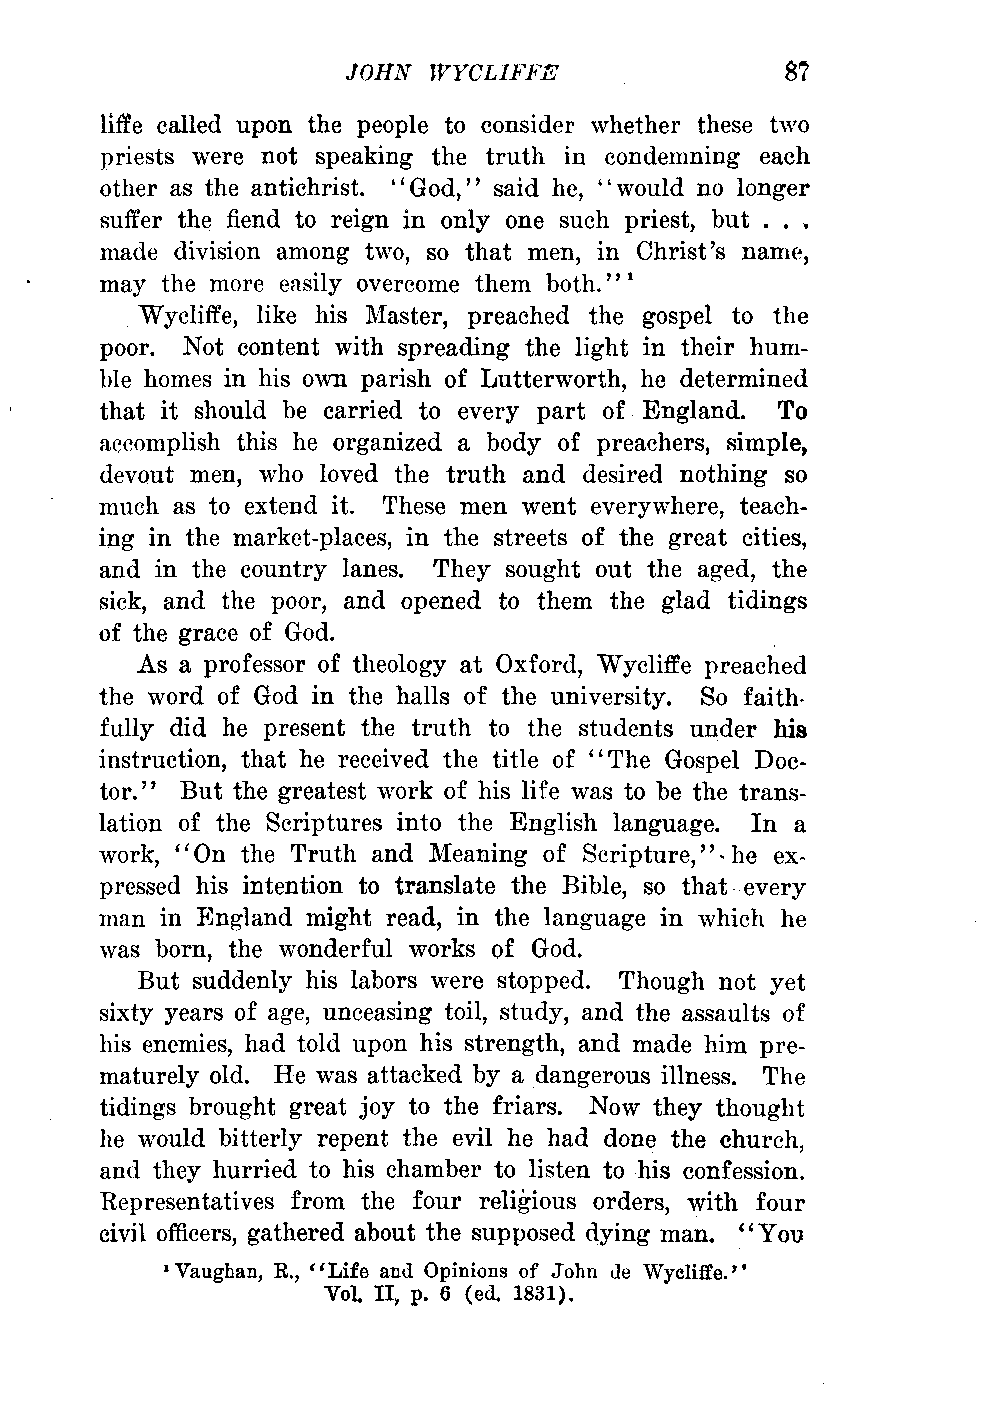 JOHN WYCLIFFE 87
liffe called upon the people to consider whether these two
priests were not speaking the truth in condemning each
other as the antichrist. "God," said he, "would no longer
suffer the fiend to reign in only one such priest, but . . .
made division among two, so that men, in Christ's name,
may the more easily overcome them both."¹
Wycliffe, like his Master, preached the gospel to the
poor. Not content with spreading the light in their hum-
ble homes in his own parish of Lutterworth, he determined
that it should be carried to every part of England. To
accomplish this he organized a body of preachers, simple,
devout men, who loved the truth and desired nothing so
much as to extend it. These men went everywhere, teach-
ing in the market-places, in the streets of the great cities,
and in the country lanes. They sought out the aged, the
sick, and the poor, and opened to them the glad tidings
of the grace of God.
As a professor of theology at Oxford, Wycliffe preached
the word of God in the halls of the university. So faith-
fully did he present the truth to the students under his
instruction, that he received the title of "The Gospel Doc-
tor." But the greatest work of his life was to be the trans-
lation of the Scriptures into the English language. In a
work, "On the Truth and Meaning of Scripture," he ex-
pressed his intention to translate the Bible, so that every
man in England might read, in the language in which he
was born, the wonderful works of God.
But suddenly his labors were stopped. Though not yet
sixty years of age, unceasing toil, study, and the assaults of
his enemies, had told upon his strength, and made him pre-
maturely old. He was attacked by a dangerous illness. The
tidings brought great joy to the friars. Now they thought
he would bitterly repent the evil he had done the church,
and they hurried to his chamber to listen to his confession.
Representatives from the four religious orders, with four
civil officers, gathered about the supposed dying man. "You
¹ Vaughan, R., "Life and Opinions of John de Wycliffe."
Vol. II, p. 6 (ed. 1831).